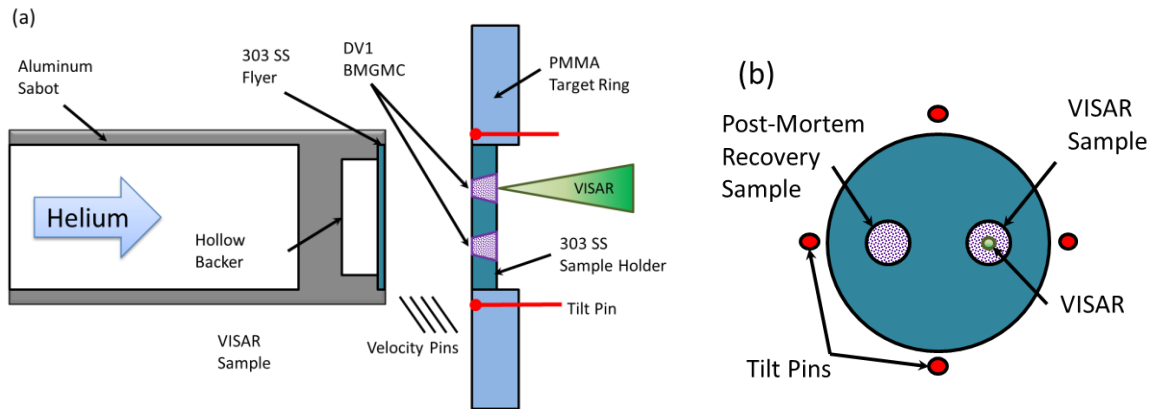 (a)
Aluminum
Sabot
303 SS
Flyer
DV1
BMGMC
PMMA
Target Ring
Helium
Hollow
Backer
VISAR
303 SS
Sample Holder
Tilt Pin
Velocity Pins
VISAR
Sample
(b)
Post-Mortem
Recovery
Sample
VISAR
Sample
VISAR
Tilt Pins